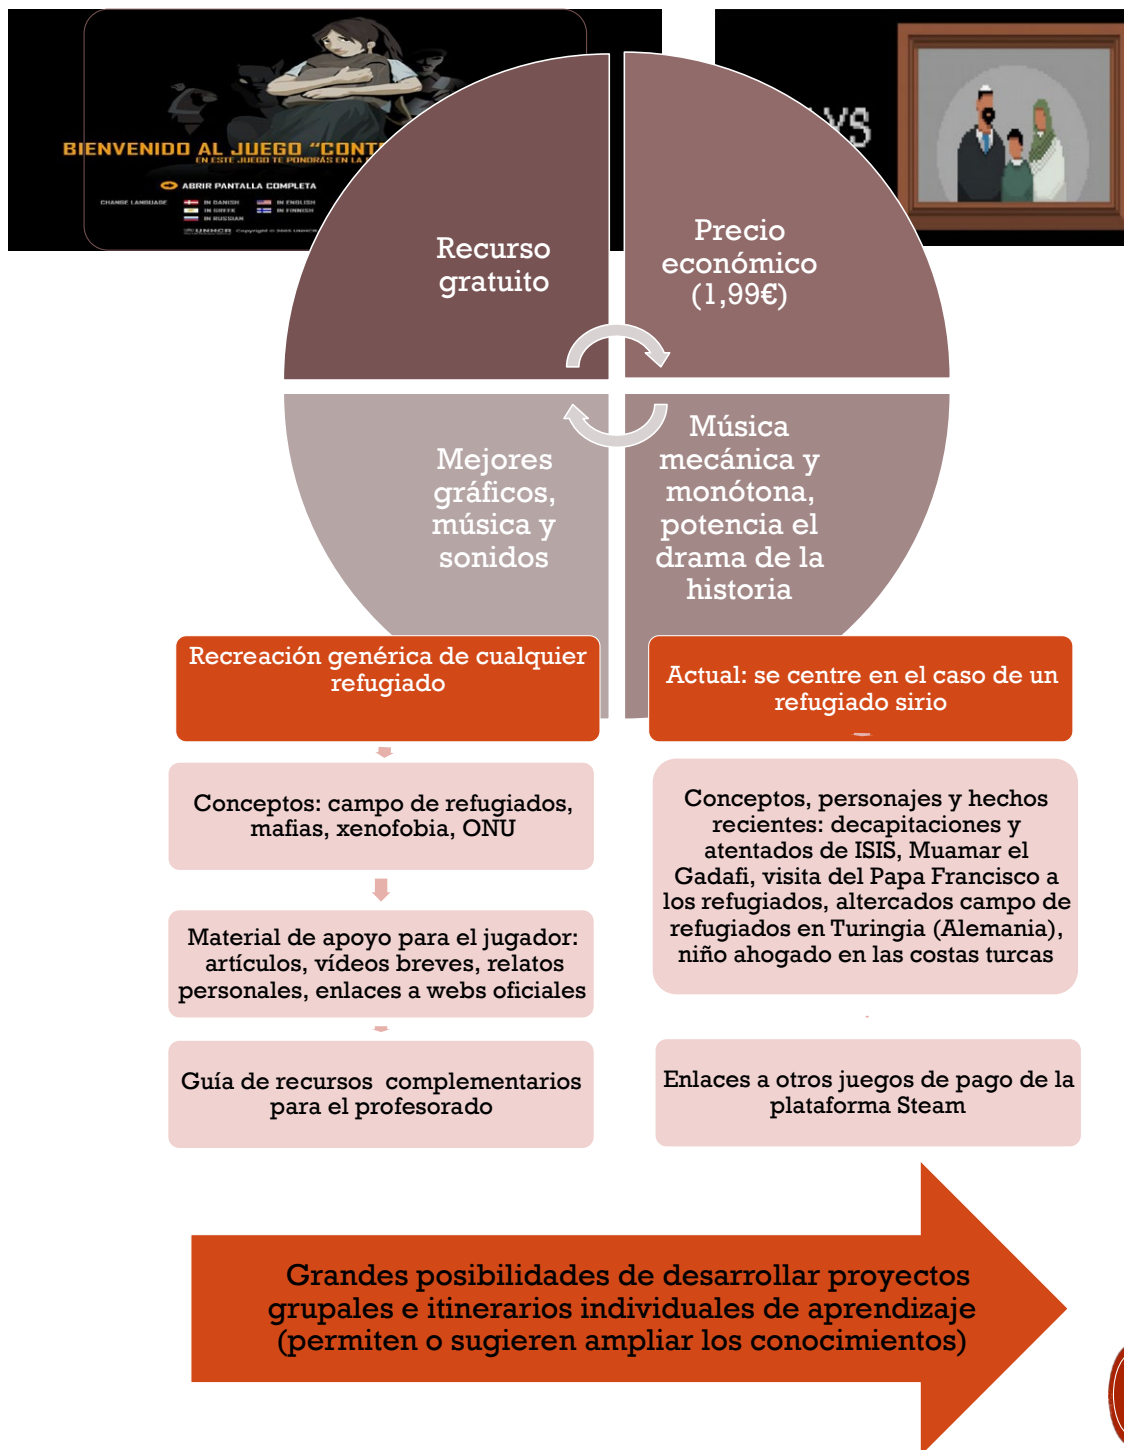 BIENVENIDO AL JUEGO "CONT
EN ESTE JUEGO TE PONDRÁS EN LA
ABRIR PANTALLA COMPLETA
CHANGE LANGUAGE
IN DANISH
IN ENGLISH
IN GREEK
IN FINNISH
IN RUSSIAN
UNHCR Copyright © 2005 UNHCR
YS
Recurso
gratuito
Precio
económico
(1,99€)
Mejores
gráficos,
música y
sonidos
Música
mecánica y
monótona,
potencia el
drama de la
historia
Recreación genérica de cualquier
refugiado
Conceptos: campo de refugiados,
mafias, xenofobia, ONU
Material de apoyo para el jugador:
artículos, vídeos breves, relatos
personales, enlaces a webs oficiales
Guía de recursos complementarios
para el profesorado
Actual: se centre en el caso de un
refugiado sirio
Conceptos, personajes y hechos
recientes: decapitaciones y
atentados de ISIS, Muamar el
Gadafi, visita del Papa Francisco a
los refugiados, altercados campo de
refugiados en Turingia (Alemania),
niño ahogado en las costas turcas
Enlaces a otros juegos de pago de la
plataforma Steam
Grandes posibilidades de desarrollar proyectos
grupales e itinerarios individuales de aprendizaje
(permiten o sugieren ampliar los conocimientos)